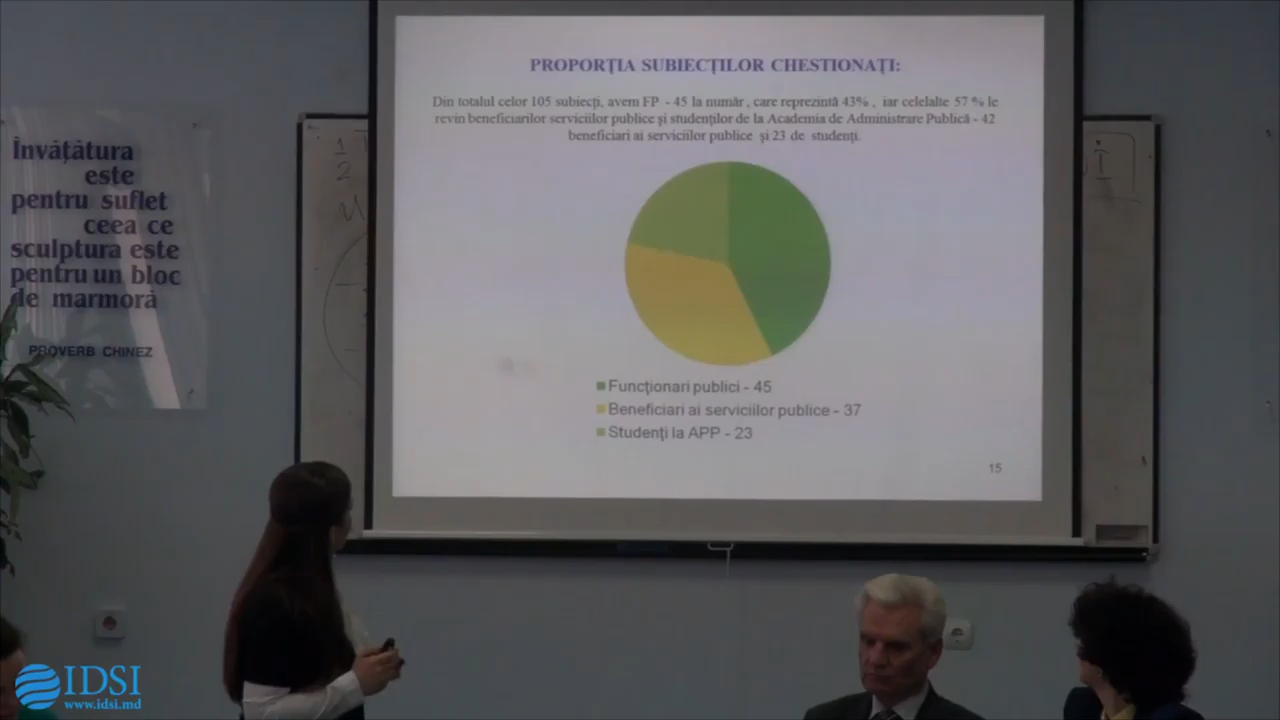 PROPORȚIA SUBIECȚILOR CHESTIONAȚI:
Din totalul celor 105 subiecți, avem FP - 45 la număr , care reprezintă 43% , iar celelalte 57 % le
revin beneficiarilor serviciilor publice și studenților de la Academia de Administrare Publică - 42
beneficiari ai serviciilor publice și 23 de studenți.
Funcționari publici - 45
Beneficiari ai serviciilor publice - 37
Studenți la APP - 23
15
Învățătura
este
pentru suflet
ceea ce
sculptura este
pentru un bloc
de marmoră
PROVERB CHINEZ
1
2
IDSI
www.idsi.md